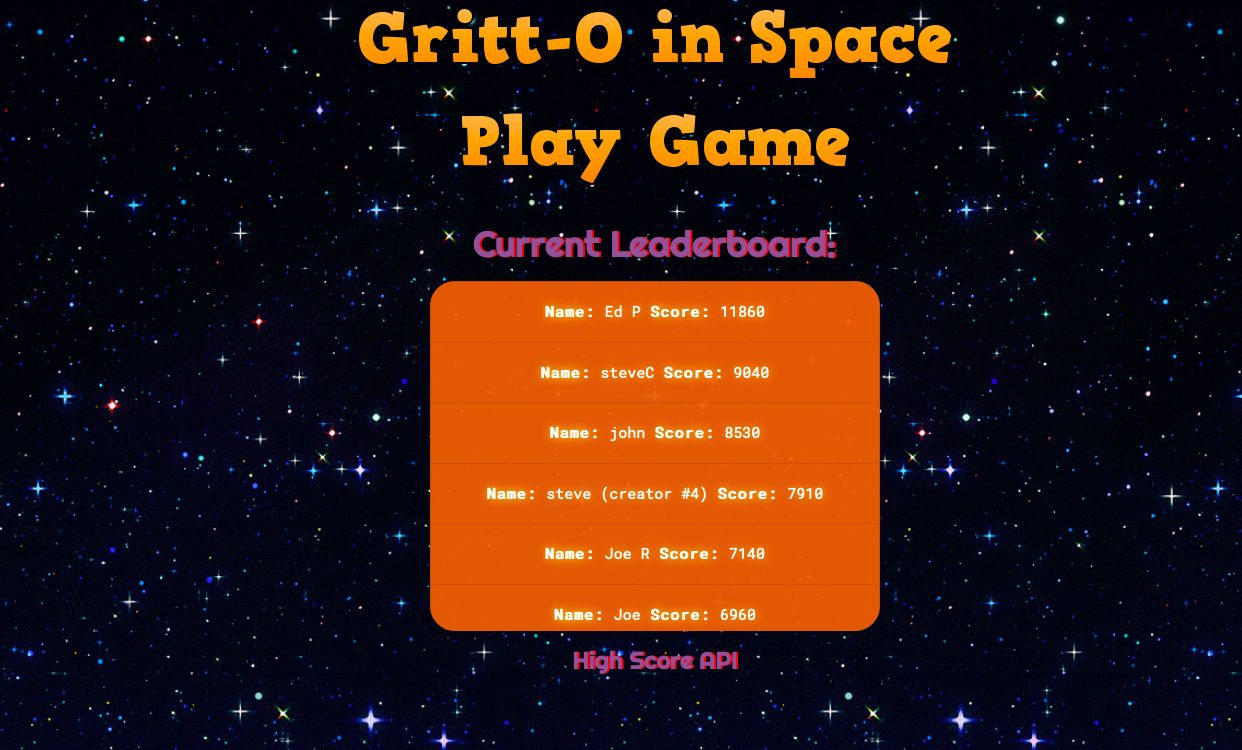 Gritt-O in Space
Play Game
Current Leaderboard:
Name: Ed P Score: 11860
Name: steveC Score: 9040
Name: john Score: 8530
Name: steve (creator #4) Score: 7910
Name: Joe R Score: 7140
Name: Joe Score: 6960
High Score API